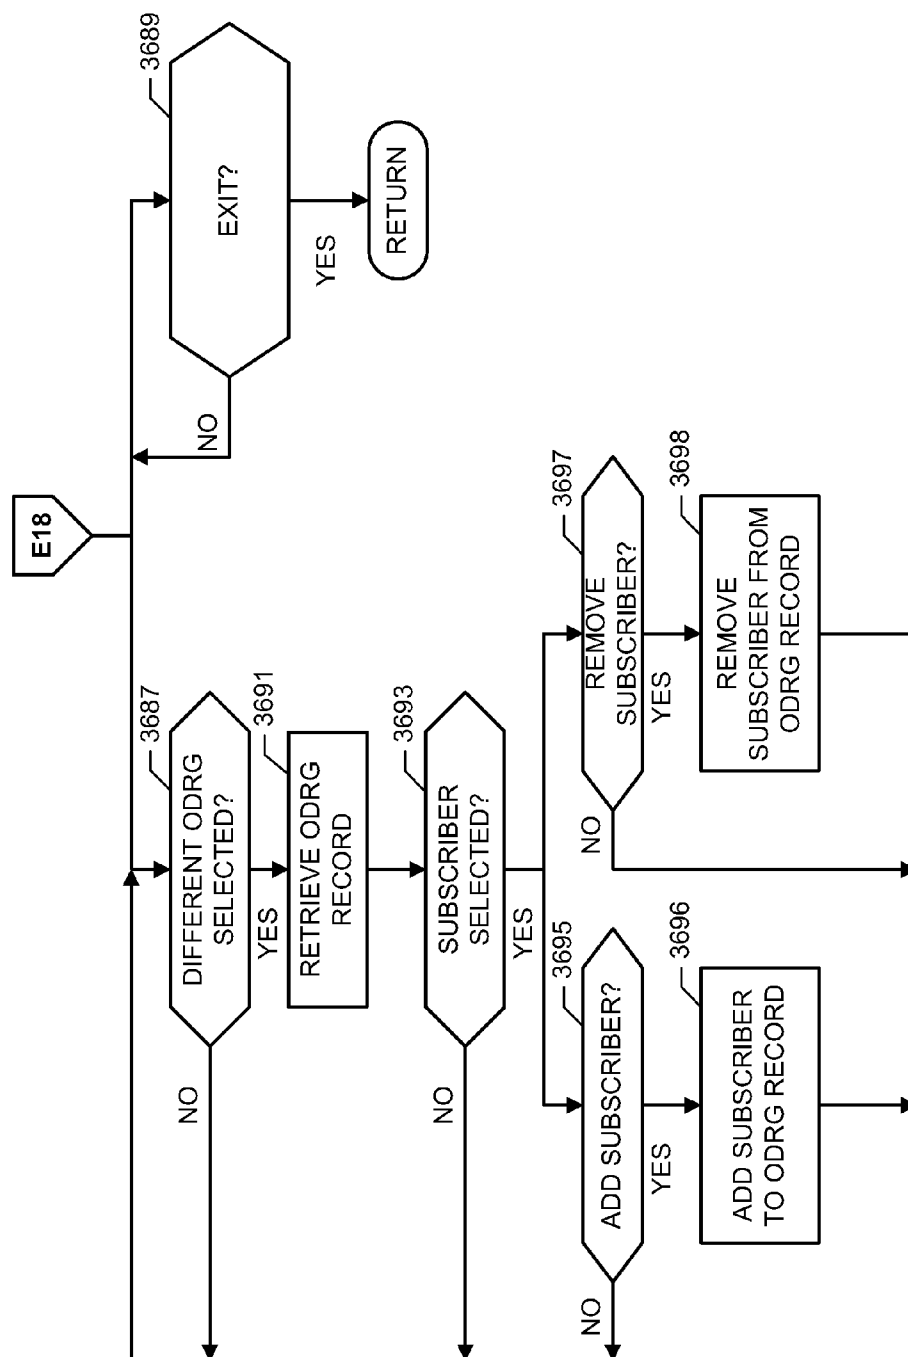 E18
3687
DIFFERENT ODRG
SELECTED?
NO
YES
3689
EXIT?
NO
YES
RETURN
3691
RETRIEVE ODRG
RECORD
3693
SUBSCRIBER
SELECTED?
NO
YES
3695
ADD SUBSCRIBER?
NO
YES
3696
ADD SUBSCRIBER
TO ODRG RECORD
3697
REMOVE
SUBSCRIBER?
NO
YES
3698
REMOVE
SUBSCRIBER FROM
ODRG RECORD